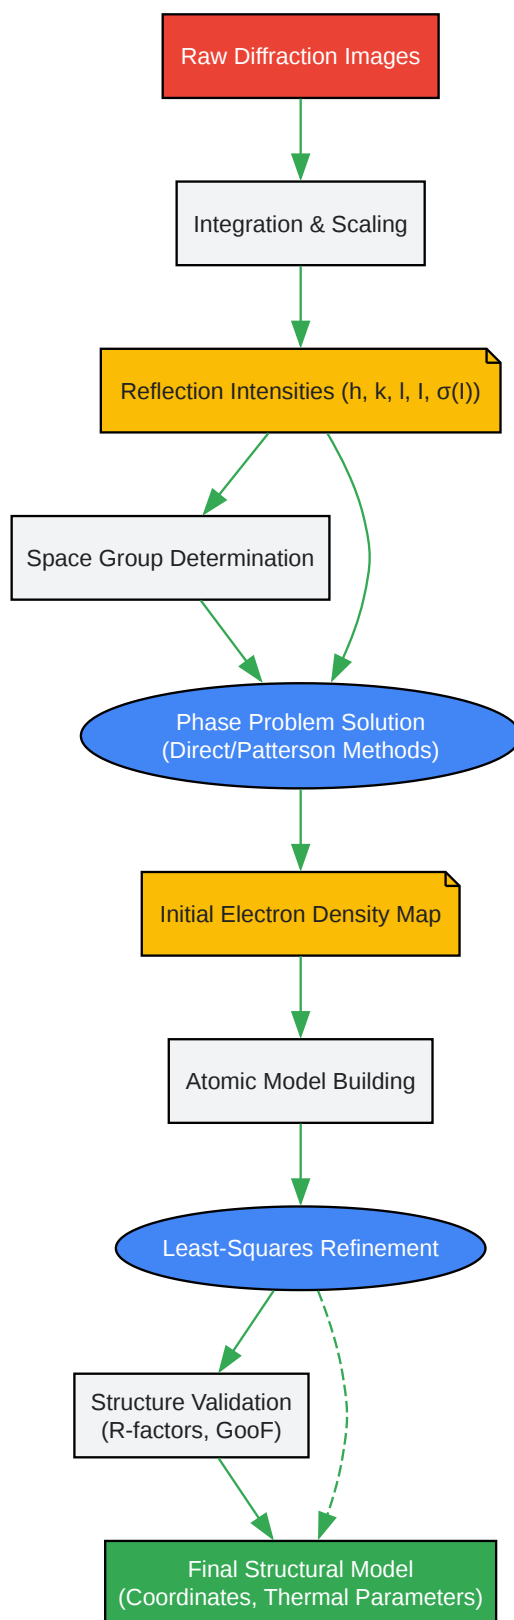 Raw Diffraction Images
Integration & Scaling
Reflection Intensities (h, k, l, I, σ(I))
Space Group Determination
Phase Problem Solution
(Direct/Patterson Methods)
Initial Electron Density Map
Atomic Model Building
Least-Squares Refinement
Structure Validation
(R-factors, GooF)
Final Structural Model
(Coordinates, Thermal Parameters)